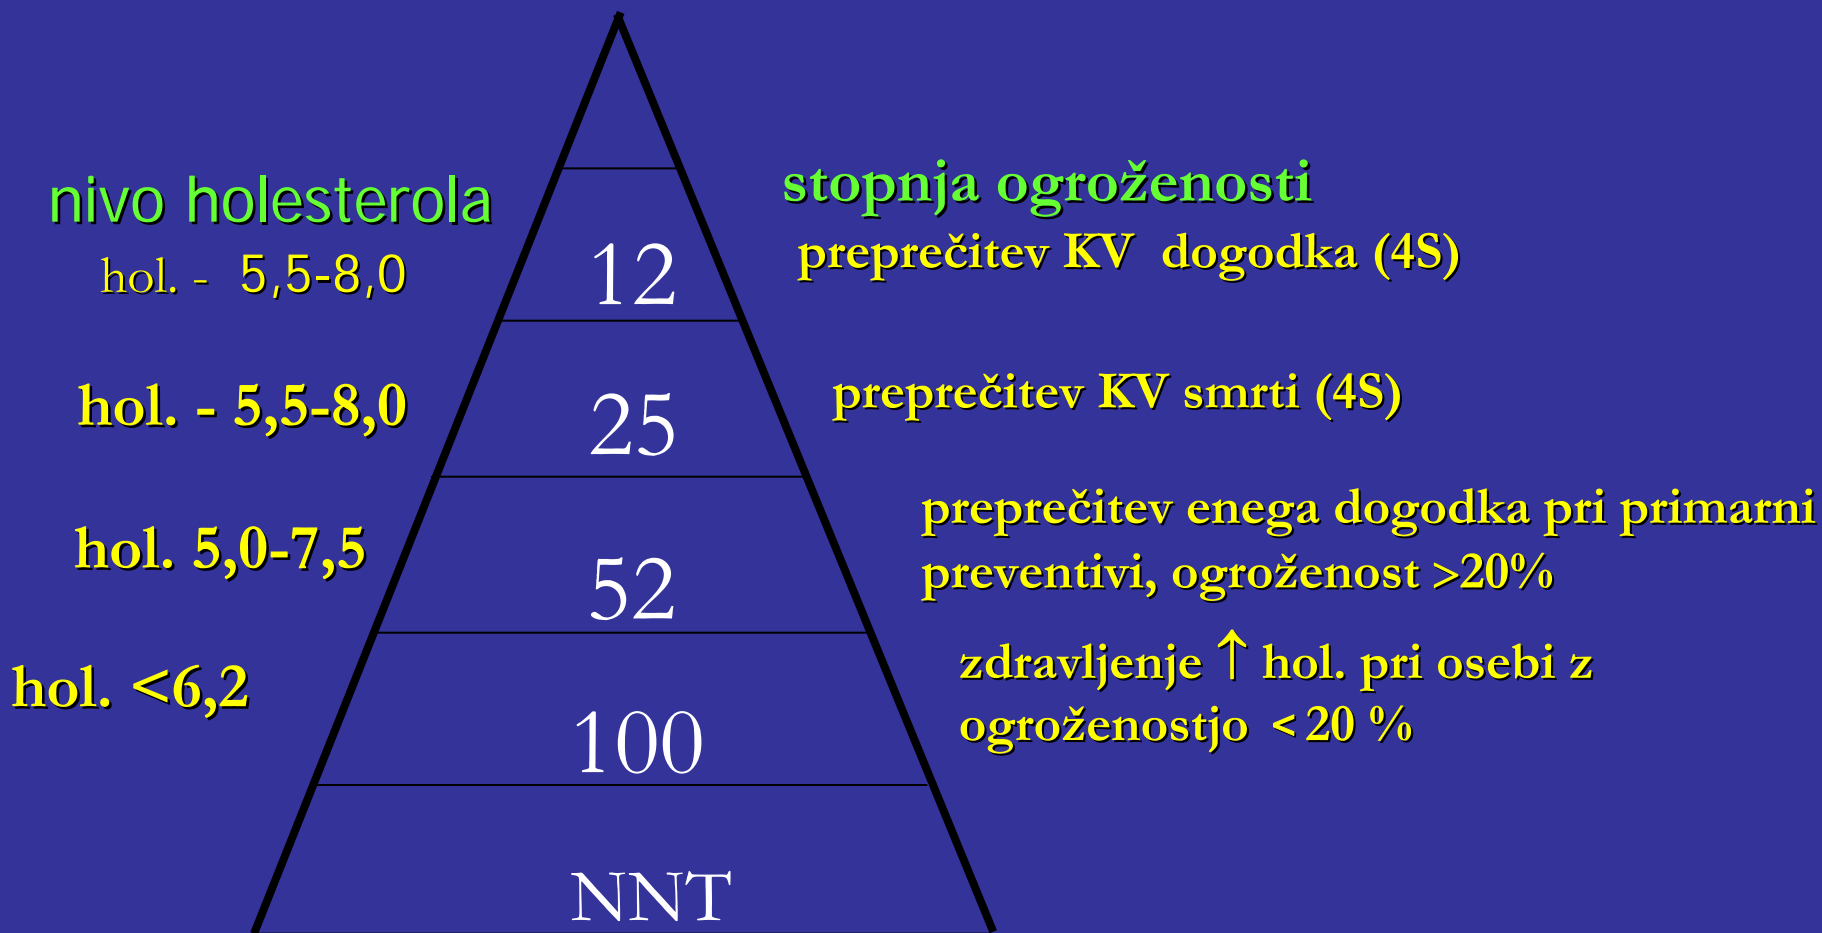 nivo holesterola
stopnja ogroženosti
hol. - 5,5-8,0
12
preprečitev KV dogodka (4S)
hol. - 5,5-8,0
25
preprečitev KV smrti (4S)
hol. 5,0-7,5
52
preprečitev enega dogodka pri primarni
preventivi, ogroženost >20%
hol. <6,2
100
zdravljenje ↑ hol. pri osebi z
ogroženostjo < 20 %
NNT